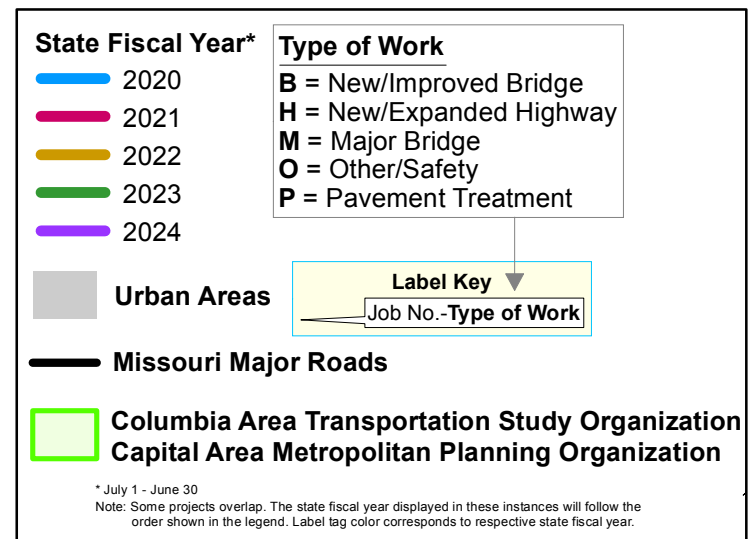 State Fiscal Year*
2020
2021
2022
2023
2024
Type of Work
B = New/Improved Bridge
H = New/Expanded Highway
M = Major Bridge
O = Other/Safety
P = Pavement Treatment
Urban Areas
Label Key
Job No.-Type of Work
Missouri Major Roads
Columbia Area Transportation Study Organization
Capital Area Metropolitan Planning Organization
* July 1 - June 30
Note: Some projects overlap. The state fiscal year displayed in these instances will follow the
order shown in the legend. Label tag color corresponds to respective state fiscal year.